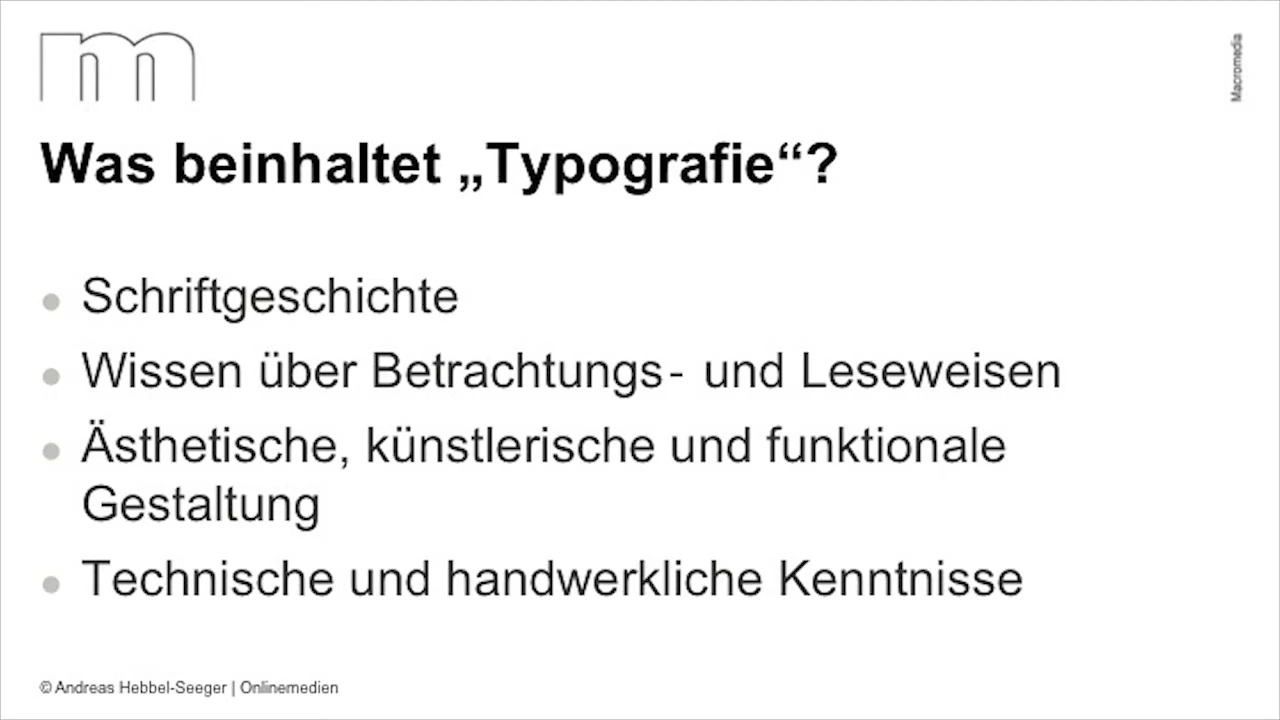 m
Macromedia
Was beinhaltet „Typografie“?
Schriftgeschichte
Wissen über Betrachtungs- und Leseweisen
Ästhetische, künstlerische und funktionale
Gestaltung
Technische und handwerkliche Kenntnisse
© Andreas Hebbel-Seeger | Onlinemedien